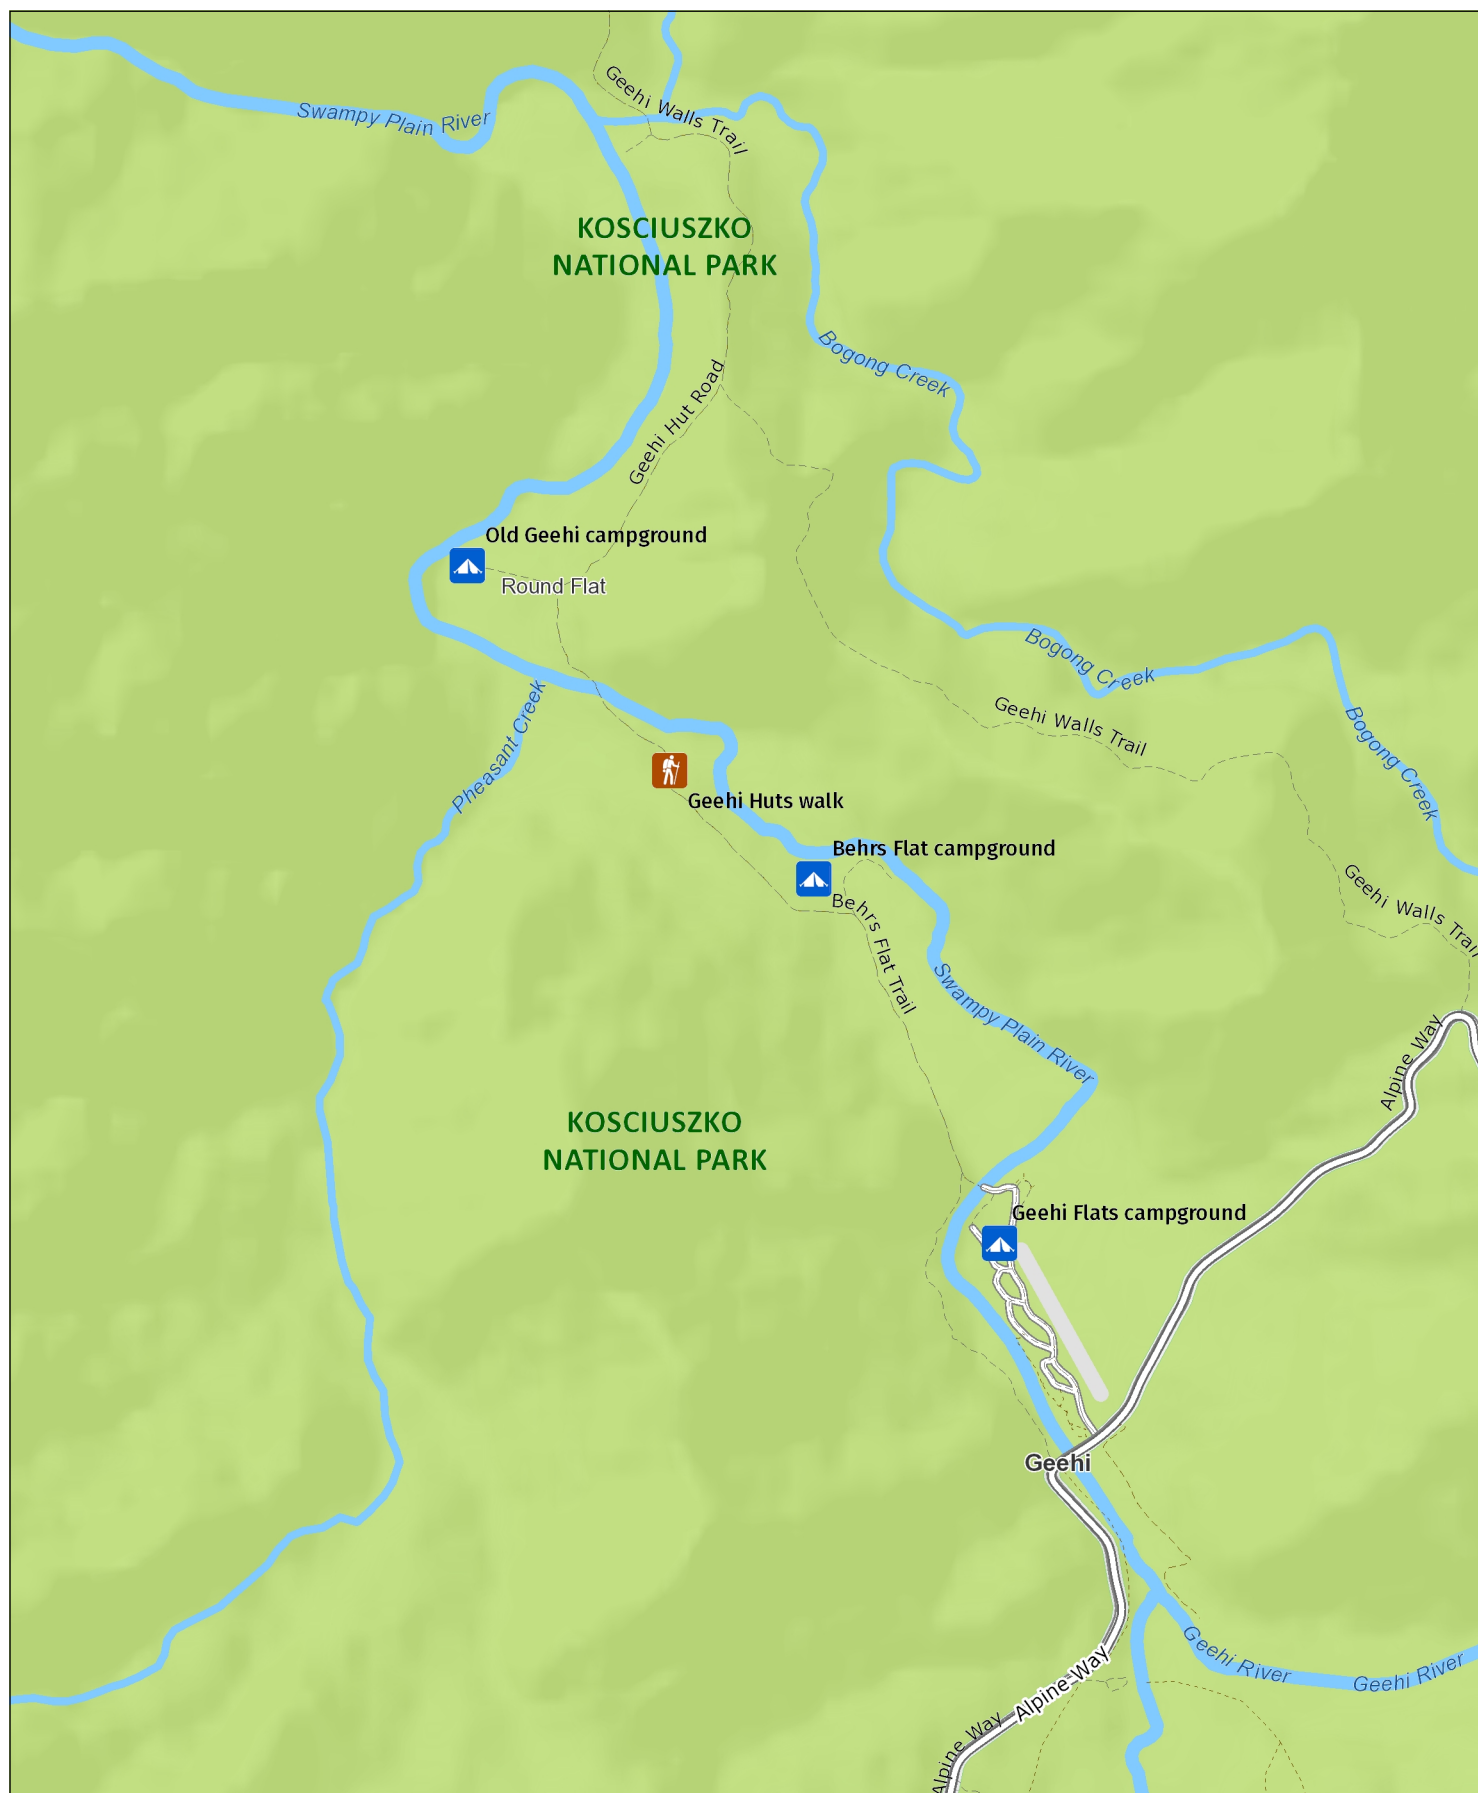 Geehi Walls Trail
Swampy Plain River
KOSCIUSZKO
NATIONAL PARK
Bogong Creek
Geehi Hut Road
Old Geehi campground
Round Flat
Bogong Creek
Pheasant Creek
Geehi Walls Trail
Bogong Creek
Geehi Huts walk
Behrs Flat campground
Behrs Flat Trail
Geehi Walls Trail
Swampy Plain River
Alpine Way
KOSCIUSZKO
NATIONAL PARK
Geehi Flats campground
Geehi
Geehi River
Geehi River
Alpine Way
Alpine Way